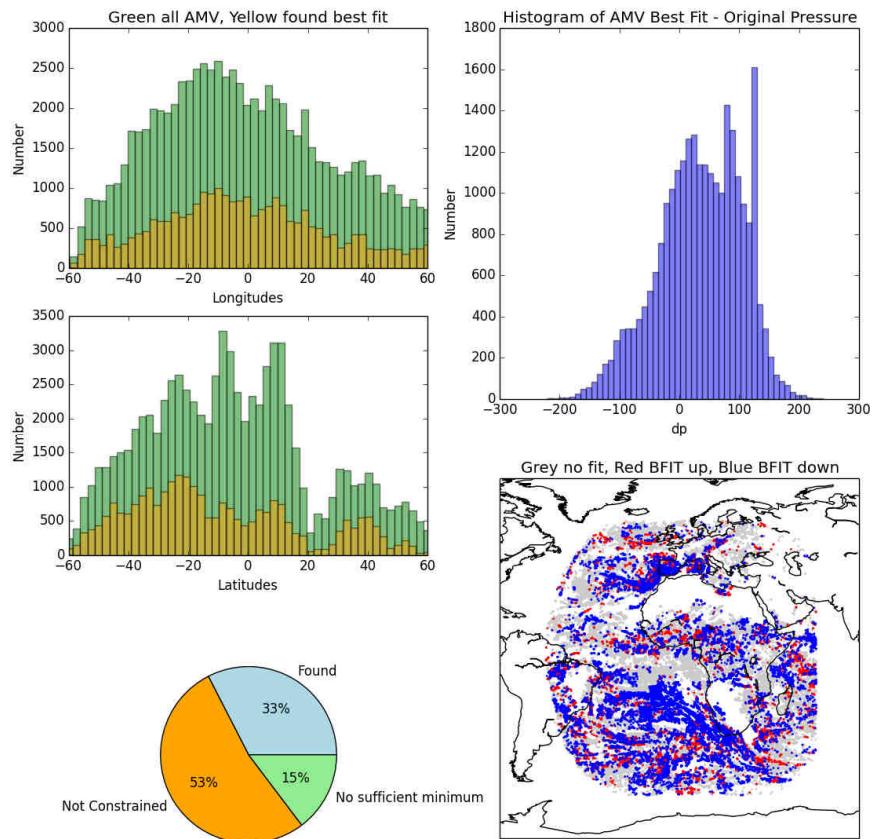 Green all AMV, Yellow found best fit
3000
2500
2000
1500
1000
500
0
Number
−60 −40 −20 0 20 40 60
Longitudes
3500
3000
2500
2000
1500
1000
500
0
Number
−60 −40 −20 0 20 40 60
Latitudes
Found
33%
53%
15%
Not Constrained
No sufficient minimum
Histogram of AMV Best Fit - Original Pressure
1800
1600
1400
1200
1000
800
600
400
200
0
Number
−300 −200 −100 0 100 200 300
dp
Grey no fit, Red BFIT up, Blue BFIT down